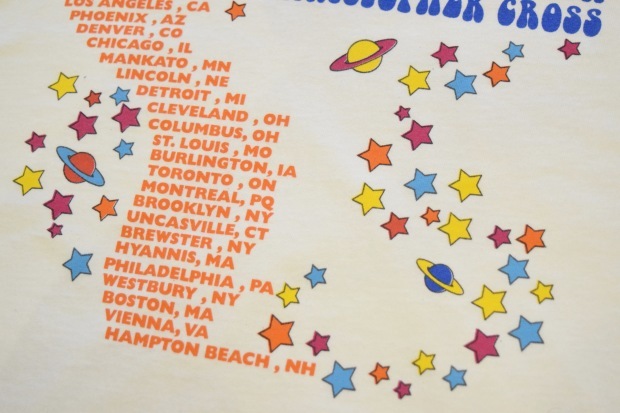 LOS ANGELES , CA
PHOENIX , AZ
DENVER , CO
CHICAGO , IL
MANKATO , MN
LINCOLN , NE
DETROIT , MI
CLEVELAND , OH
COLUMBUS, OH
ST. LOUIS , MO
BURLINGTON, IA
TORONTO , ON
MONTREAL, PQ
BROOKLYN , NY
UNCASVILLE, CT
BREWSTER , NY
HYANNIS, MA
PHILADELPHIA , PA
WESTBURY , NY
BOSTON, MA
VIENNA, VA
HAMPTON BEACH , NH
CHRISTOPHER CROSS